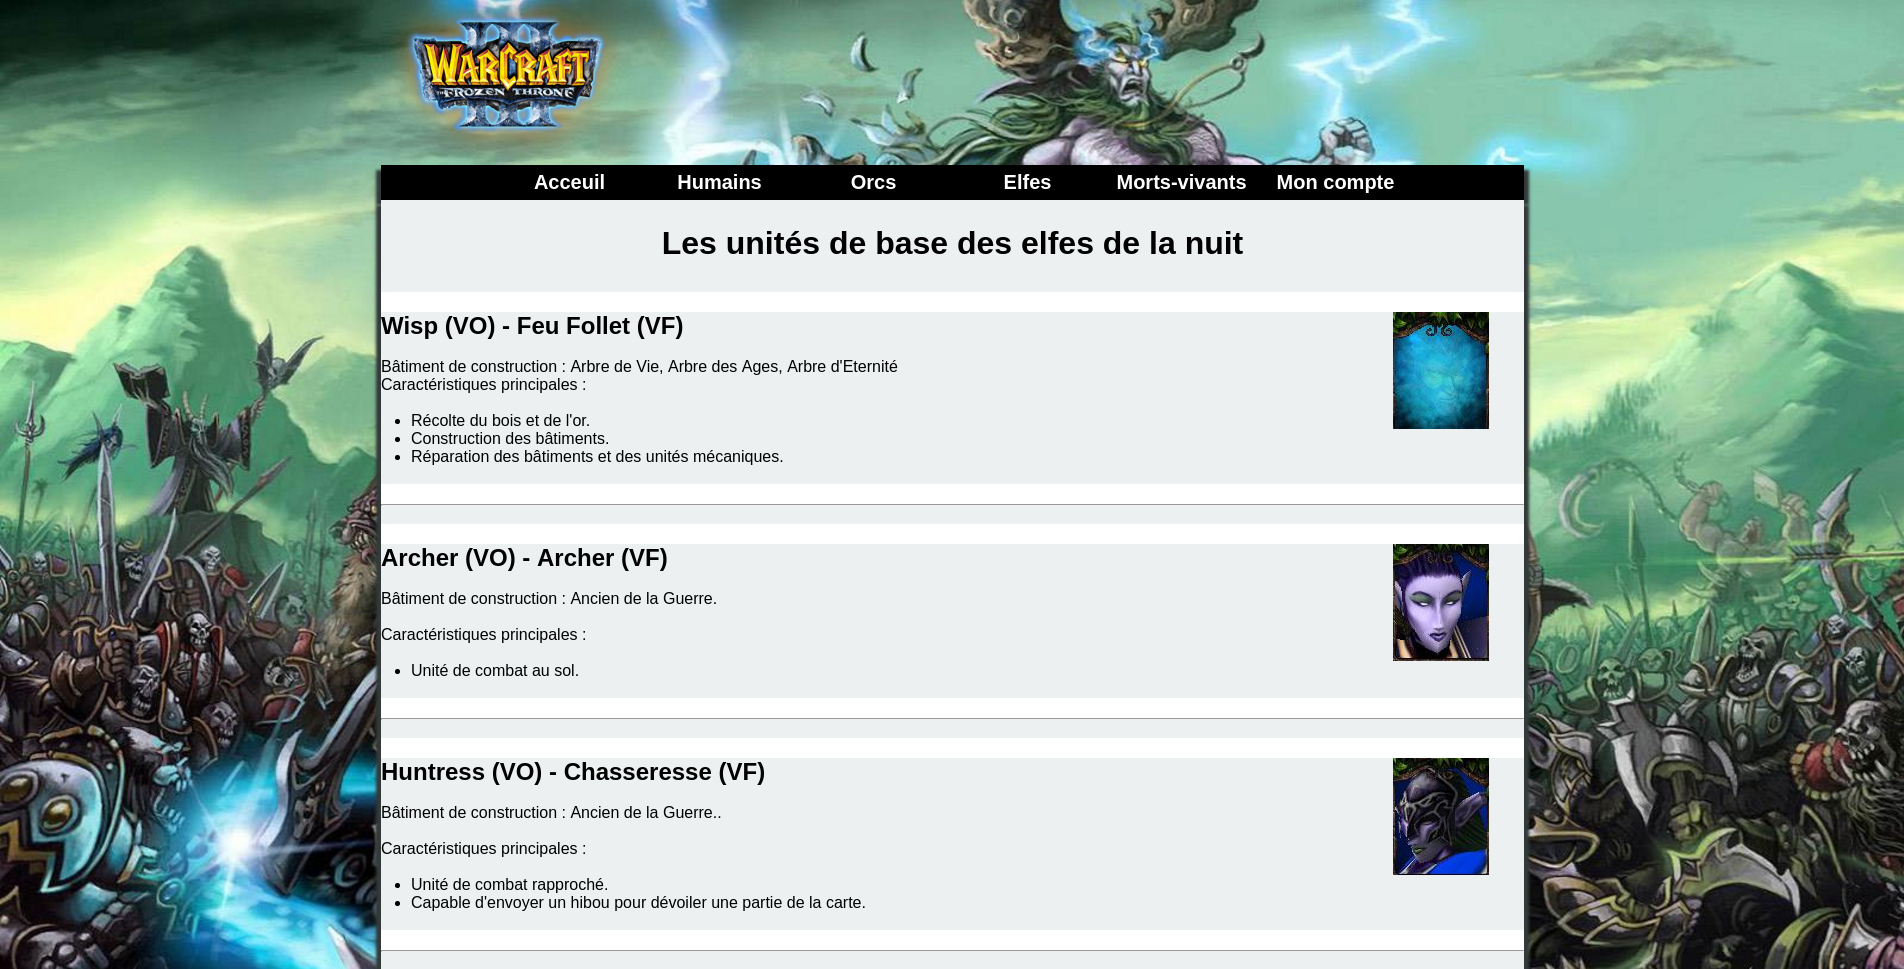 WARCRAFT
III
THE FROZEN THRONE
Acceuil Humains Orcs Elfes Morts-vivants Mon compte
Les unités de base des elfes de la nuit
Wisp (VO) - Feu Follet (VF)
Bâtiment de construction : Arbre de Vie, Arbre des Ages, Arbre d'Eternité
Caractéristiques principales :
Récolte du bois et de l'or.
Construction des bâtiments.
Réparation des bâtiments et des unités mécaniques.
Archer (VO) - Archer (VF)
Bâtiment de construction : Ancien de la Guerre.
Caractéristiques principales :
Unité de combat au sol.
Huntress (VO) - Chasseresse (VF)
Bâtiment de construction : Ancien de la Guerre..
Caractéristiques principales :
Unité de combat rapproché.
Capable d'envoyer un hibou pour dévoiler une partie de la carte.